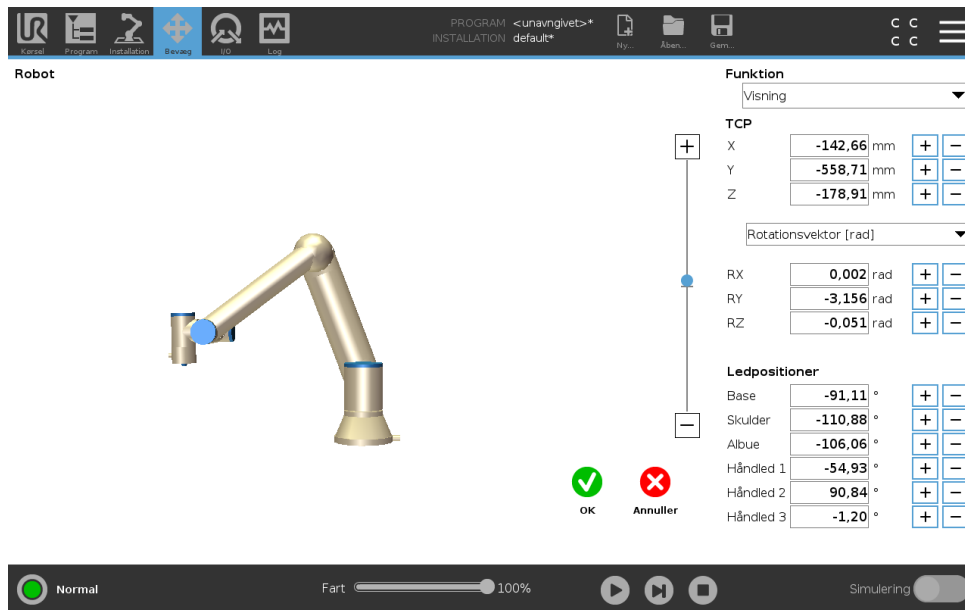 UR
Kørsel
Program
Installation
Bevæg
I/O
Log
PROGRAM <unavngivet>*
INSTALLATION default*
Ny...
Åben...
Gem...
C C
C C
Robot
Funktion
Visning
TCP
X -142,66 mm + −
Y -558,71 mm + −
Z -178,91 mm + −
Rotationsvektor [rad]
RX 0,002 rad + −
RY -3,156 rad + −
RZ -0,051 rad + −
Ledpositioner
Base -91,11 ° + −
Skulder -110,88 ° + −
Albue -106,06 ° + −
Håndled 1 -54,93 ° + −
Håndled 2 90,84 ° + −
Håndled 3 -1,20 ° + −
+
−
OK
Annuller
Normal
Fart 100%
Simulering